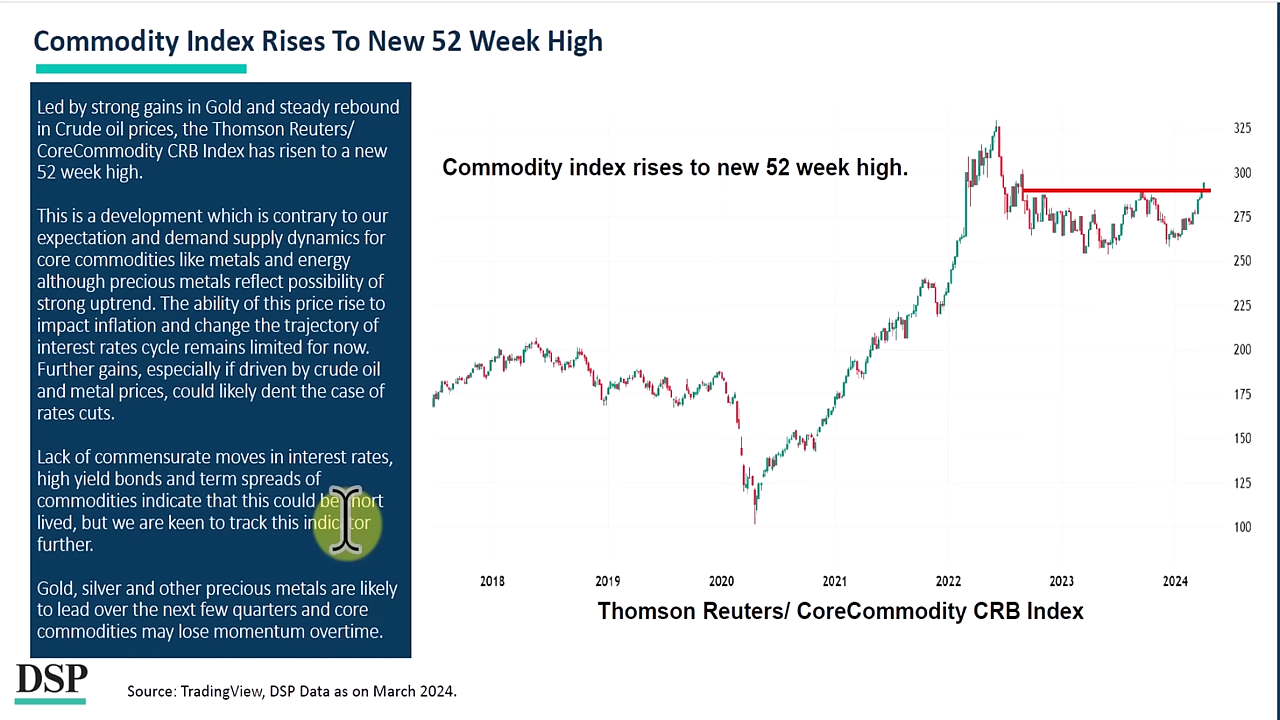 Commodity Index Rises To New 52 Week High
Led by strong gains in Gold and steady rebound
in Crude oil prices, the Thomson Reuters/
CoreCommodity CRB Index has risen to a new
52 week high.
This is a development which is contrary to our
expectation and demand supply dynamics for
core commodities like metals and energy
although precious metals reflect possibility of
strong uptrend. The ability of this price rise to
impact inflation and change the trajectory of
interest rates cycle remains limited for now.
Further gains, especially if driven by crude oil
and metal prices, could likely dent the case of
rates cuts.
Lack of commensurate moves in interest rates,
high yield bonds and term spreads of
commodities indicate that this could be short
lived, but we are keen to track this indicator
further.
Gold, silver and other precious metals are likely
to lead over the next few quarters and core
commodities may lose momentum overtime.
Commodity index rises to new 52 week high.
325
300
275
250
225
200
175
150
125
100
2018 2019 2020 2021 2022 2023 2024
Thomson Reuters/ CoreCommodity CRB Index
DSP
Source: TradingView, DSP Data as on March 2024.